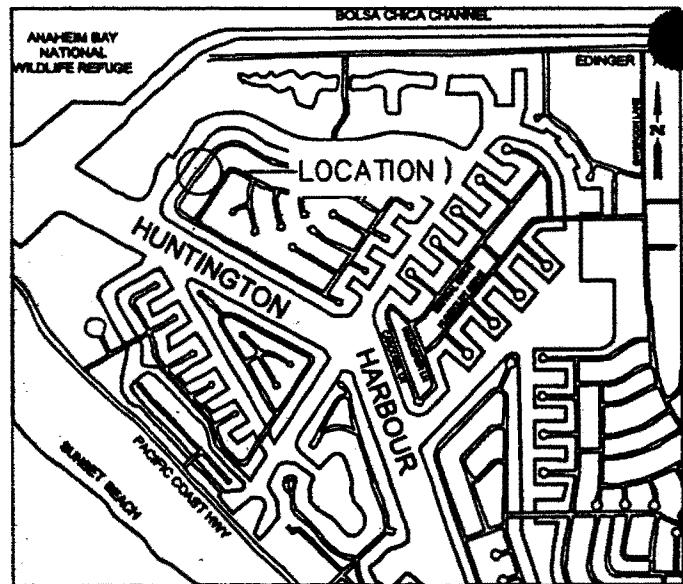 BOLSA CHICA CHANNEL
ANAHEIM BAY
NATIONAL
WILDLIFE REFUGE
EDINGER
N
LOCATION
HUNTINGTON
HARBOUR
PACIFIC COAST HWY
SUNSET BEACH